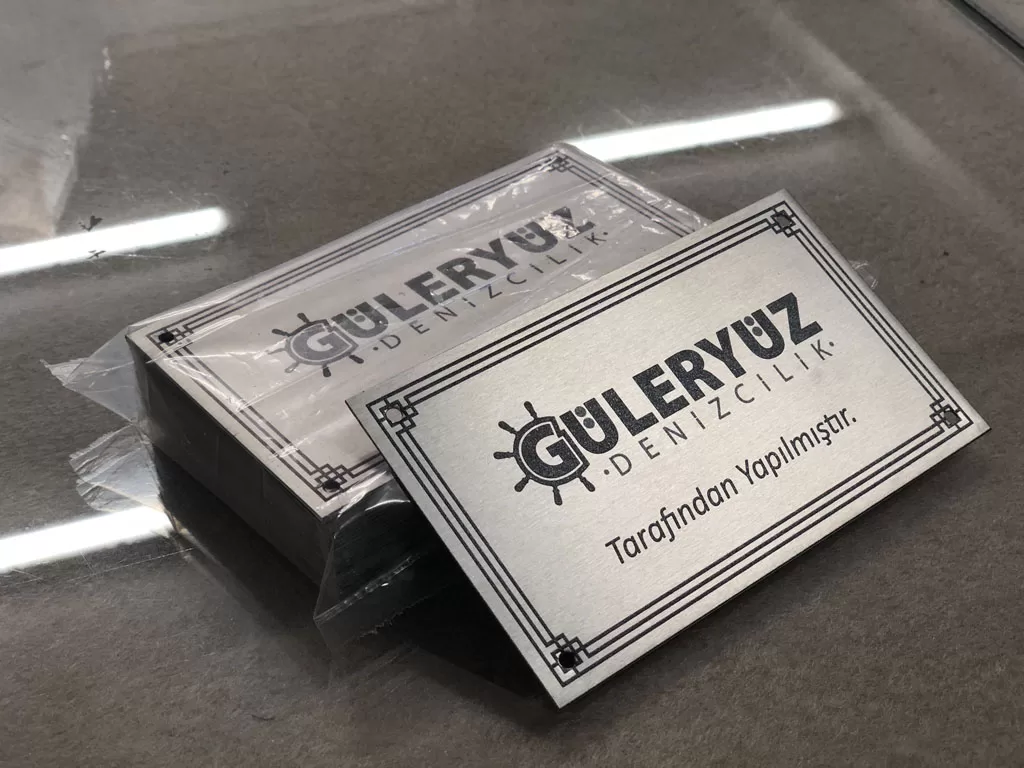 GÜLERYÜZ
·DENİZCİLİK·
GÜLERYÜZ
·DENİZCİLİK·
Tarafından Yapılmıştır.